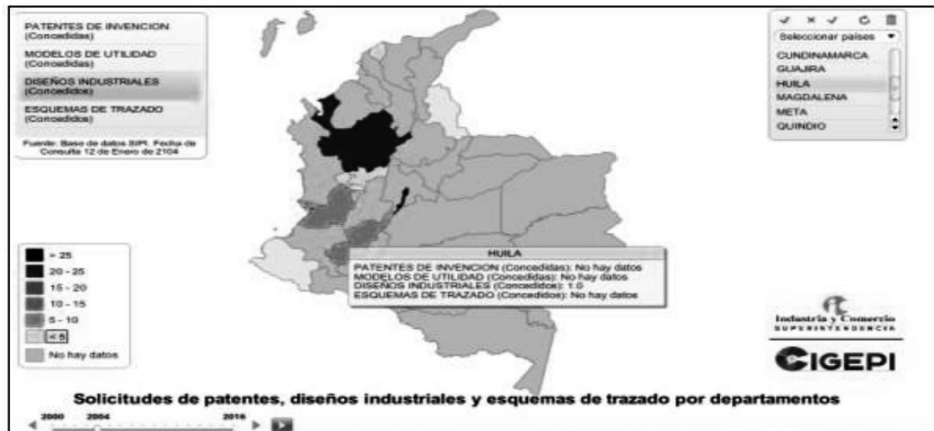 PATENTES DE INVENCION
(Concedidas)
MODELOS DE UTILIDAD
(Concedidas)
DISEÑOS INDUSTRIALES
(Concedidos)
ESQUEMAS DE TRAZADO
(Concedidos)
Fuente: Base de datos SIPI. Fecha de
Consulta 12 de Enero de 2104
Seleccionar países
CUNDINAMARCA
GUAJIRA
HUILA
MAGDALENA
META
QUINDIO
HUILA
PATENTES DE INVENCION (Concedidas): No hay datos
MODELOS DE UTILIDAD (Concedidas): No hay datos
DISEÑOS INDUSTRIALES (Concedidos): 1.0
ESQUEMAS DE TRAZADO (Concedidos): No hay datos
> 25
20 - 25
15 - 20
10 - 15
5 - 10
< 5
No hay datos
Industria y Comercio
SUPERINTENDENCIA
CIGEPI
Solicitudes de patentes, diseños industriales y esquemas de trazado por departamentos
2000 2004 2016